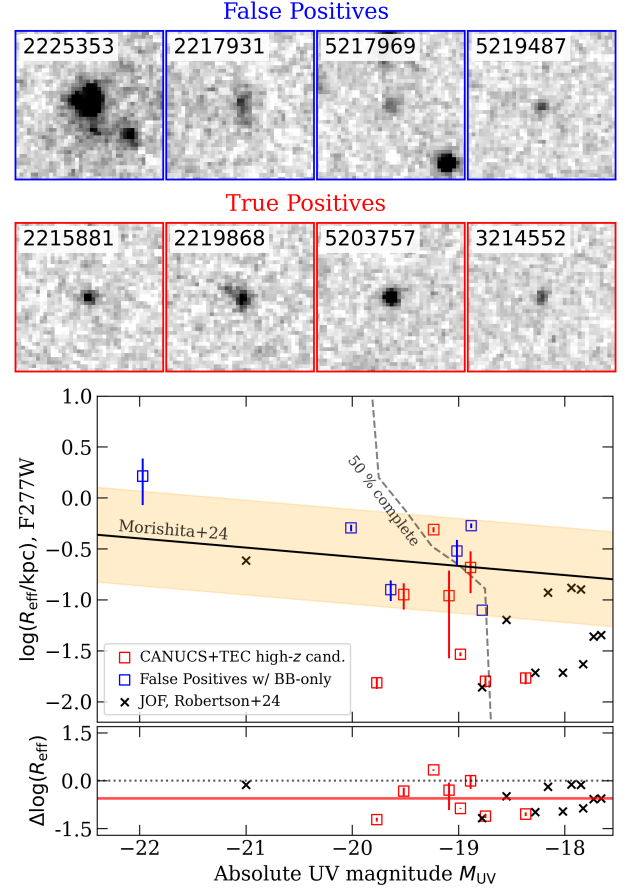 False Positives
2225353 2217931 5217969 5219487
True Positives
2215881 2219868 5203757 3214552
1.0
0.5
0.0
−0.5
−1.0
−1.5
−2.0
log(R_eff/kpc), F277W
50 % complete
Morishita+24
CANUCS+TEC high-z cand.
False Positives w/ BB-only
JOF, Robertson+24
1.5
0.0
-1.5
Δlog(R_eff)
−22 −21 −20 −19 −18
Absolute UV magnitude M_UV